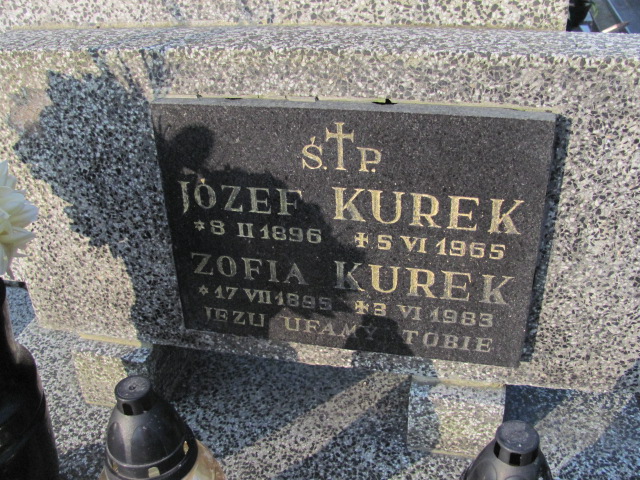 Ś.†P.
JÓZEF KUREK
*8 II 1896 +5 VI 1965
ZOFIA KUREK
*17 VII 1895 +3 VI 1983
JEZU UFAMY TOBIE